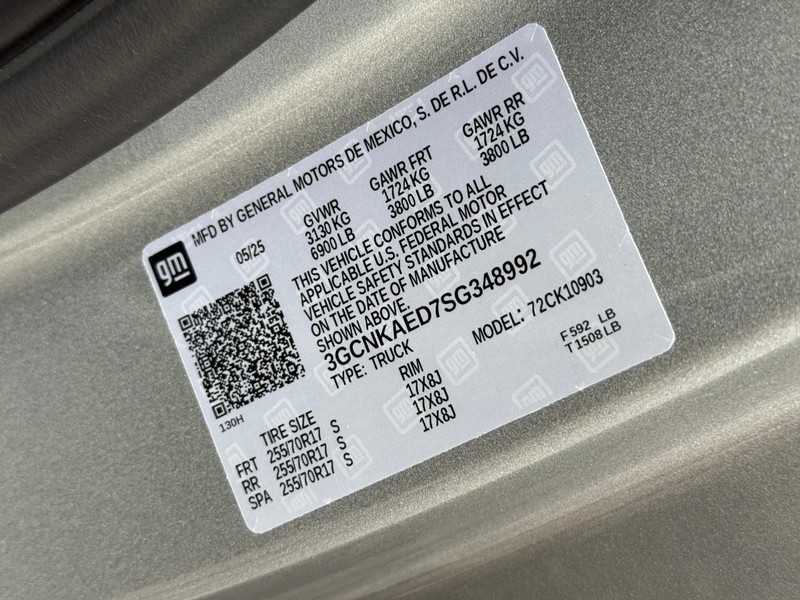 gm
MFD BY GENERAL MOTORS DE MEXICO, S. DE R.L. DE C.V.
05/25 GVWR GAWR FRT GAWR RR
3130 KG 1724 KG 1724 KG
6900 LB 3800 LB 3800 LB
THIS VEHICLE CONFORMS TO ALL
APPLICABLE U.S. FEDERAL MOTOR
VEHICLE SAFETY STANDARDS IN EFFECT
ON THE DATE OF MANUFACTURE
SHOWN ABOVE.
3GCNKAED7SG348992
TYPE: TRUCK MODEL: 72CK10903
F 592 LB
T 1508 LB
130H
TIRE SIZE RIM
FRT 255/70R17 S 17X8J
RR 255/70R17 S 17X8J
SPA 255/70R17 S 17X8J